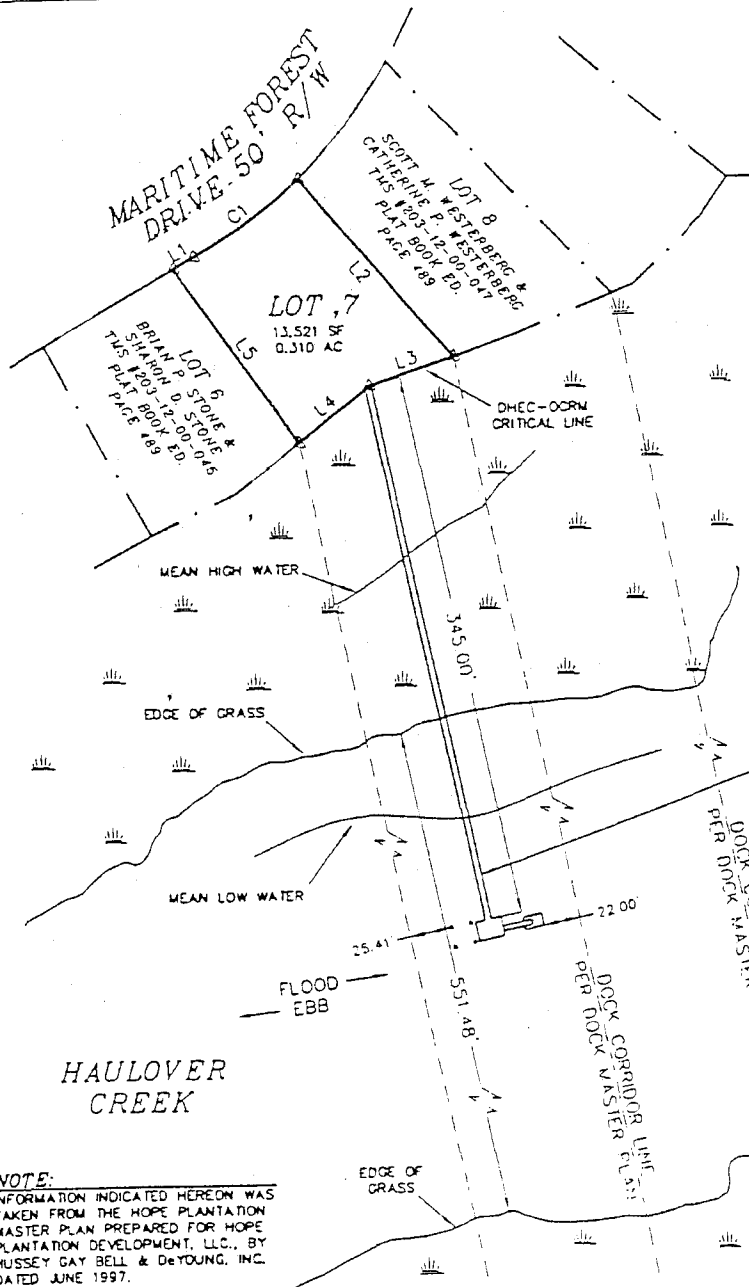 MARITIME FOREST
DRIVE-50' R/W
L1
C1
L2
LOT 8
SCOTT M. WESTERBERG &
CATHERINE P. WESTERBERG
TMS #203-12-00-047
PLAT BOOK ED.
PAGE 489
LOT ,7
13,521 SF
0.310 AC
L5
L3
L4
LOT 6
BRIAN P. STONE &
SHARON D. STONE
TMS #203-12-00-045
PLAT BOOK ED.
PAGE 489
DHEC-OCRM
CRITICAL LINE
MEAN HIGH WATER
345.00'
EDGE OF GRASS
MEAN LOW WATER
25.41'
22.00'
FLOOD
EBB
551.48'
DOCK
PER DOCK MASTER
DOCK CORRIDOR LINE
PER DOCK MASTER PLAN
HAULOVER
CREEK
EDGE OF
GRASS
NOTE:
INFORMATION INDICATED HEREON WAS
TAKEN FROM THE HOPE PLANTATION
MASTER PLAN PREPARED FOR HOPE
PLANTATION DEVELOPMENT, LLC., BY
HUSSEY GAY BELL & DeYOUNG, INC.
DATED JUNE 1997.